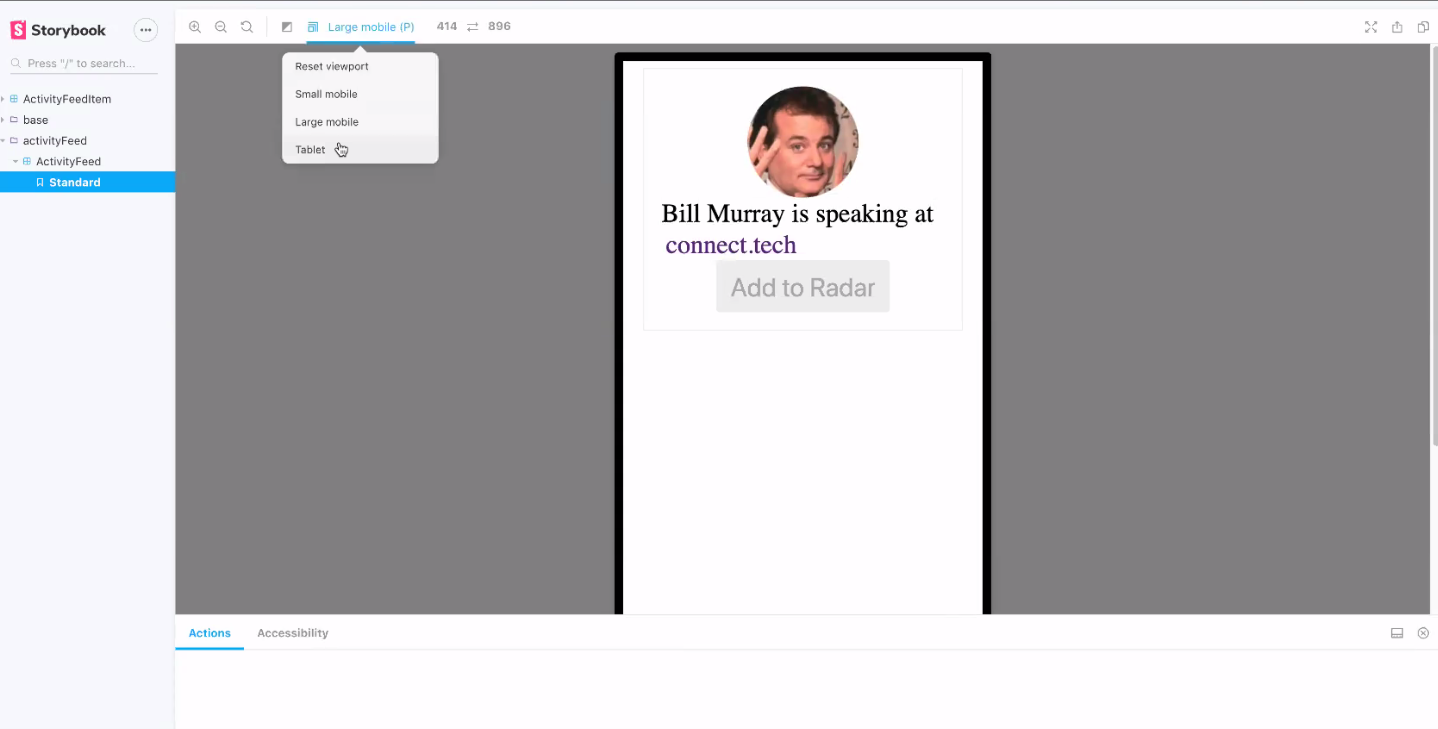 Storybook
Large mobile (P)
414
896
Press "/" to search...
Reset viewport
Small mobile
Large mobile
Tablet
ActivityFeedItem
base
activityFeed
ActivityFeed
Standard
Bill Murray is speaking at
connect.tech
Add to Radar
Actions
Accessibility